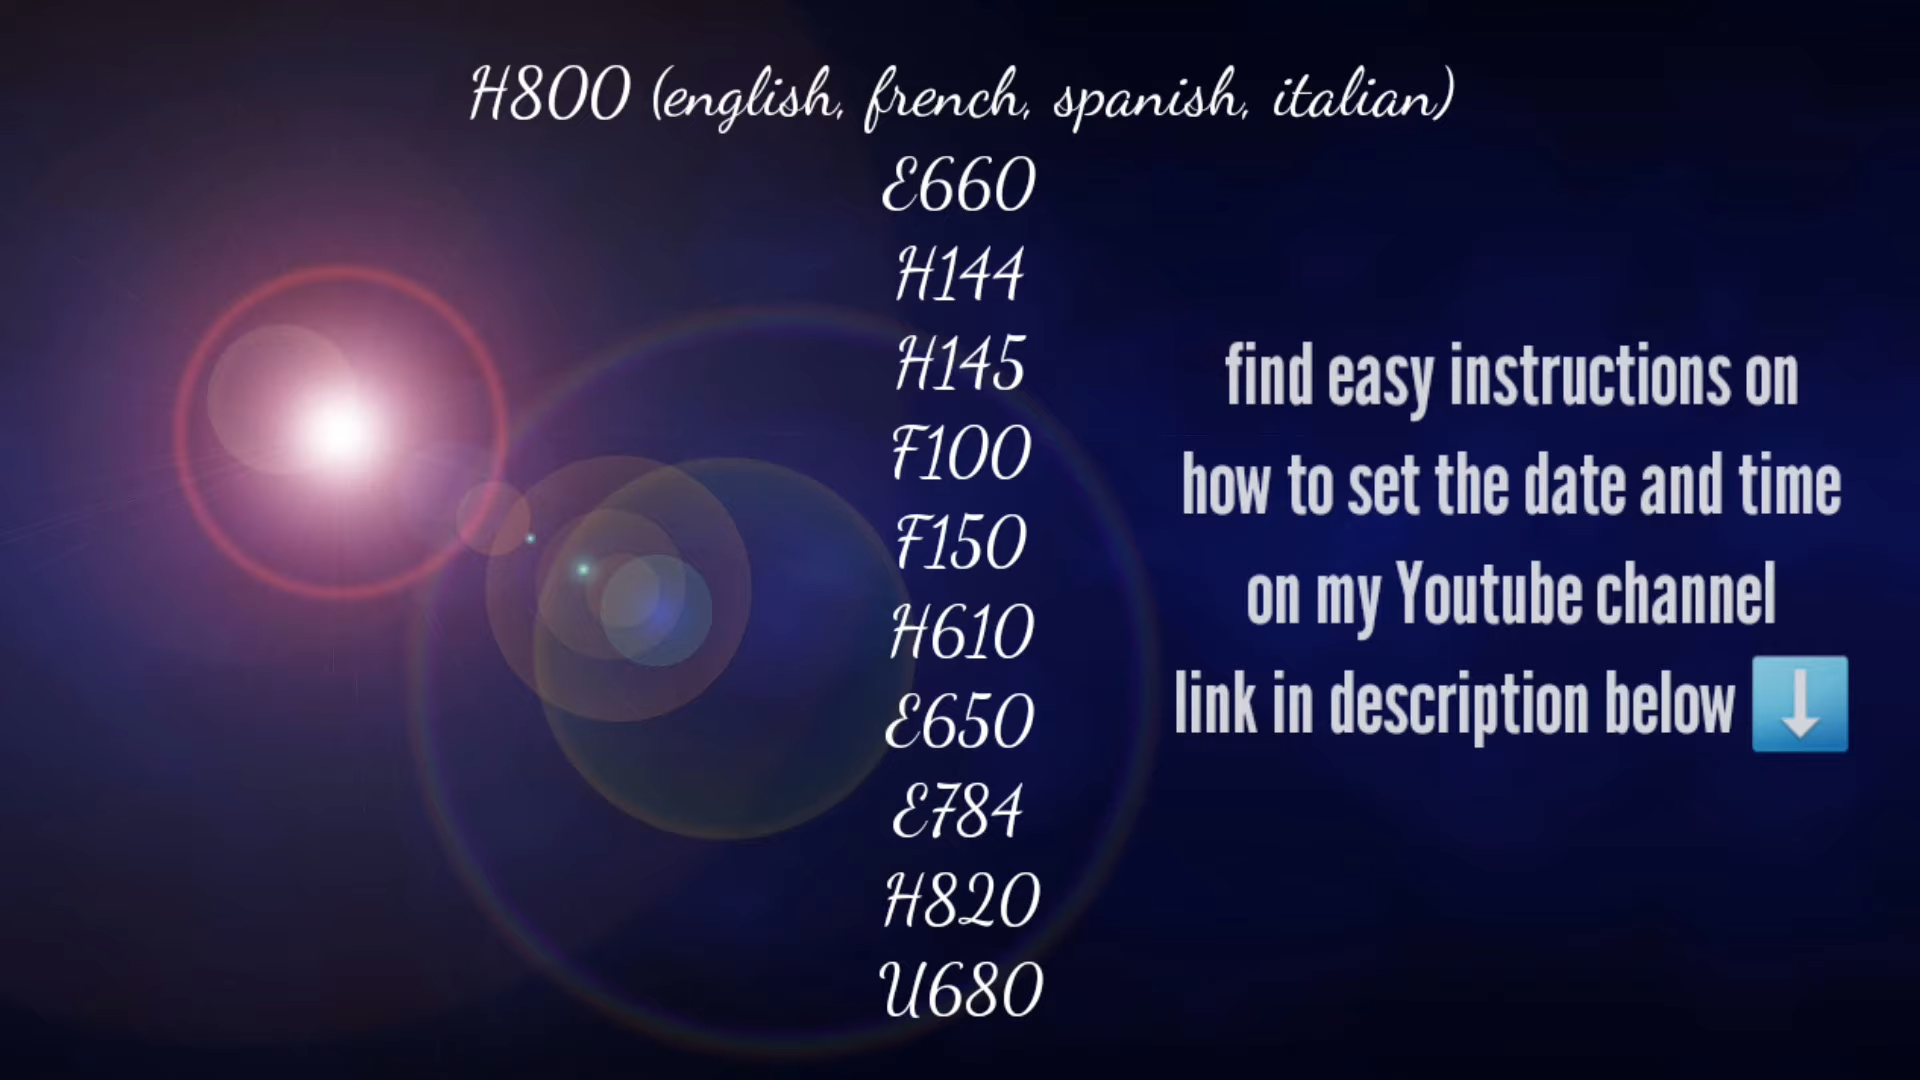 H800 (english, french, spanish, italian)
E660
H144
H145
F100
F150
H610
E650
E784
H820
U680
find easy instructions on
how to set the date and time
on my Youtube channel
link in description below ⬇️